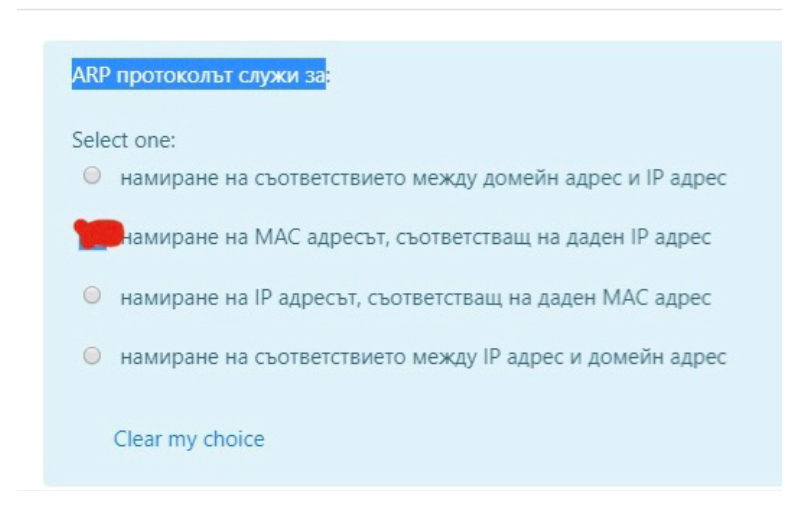 ARP протоколът служи за:
Select one:
намиране на съответствието между домейн адрес и IP адрес
намиране на MAC адресът, съответстващ на даден IP адрес
намиране на IP адресът, съответстващ на даден MAC адрес
намиране на съответствието между IP адрес и домейн адрес
Clear my choice